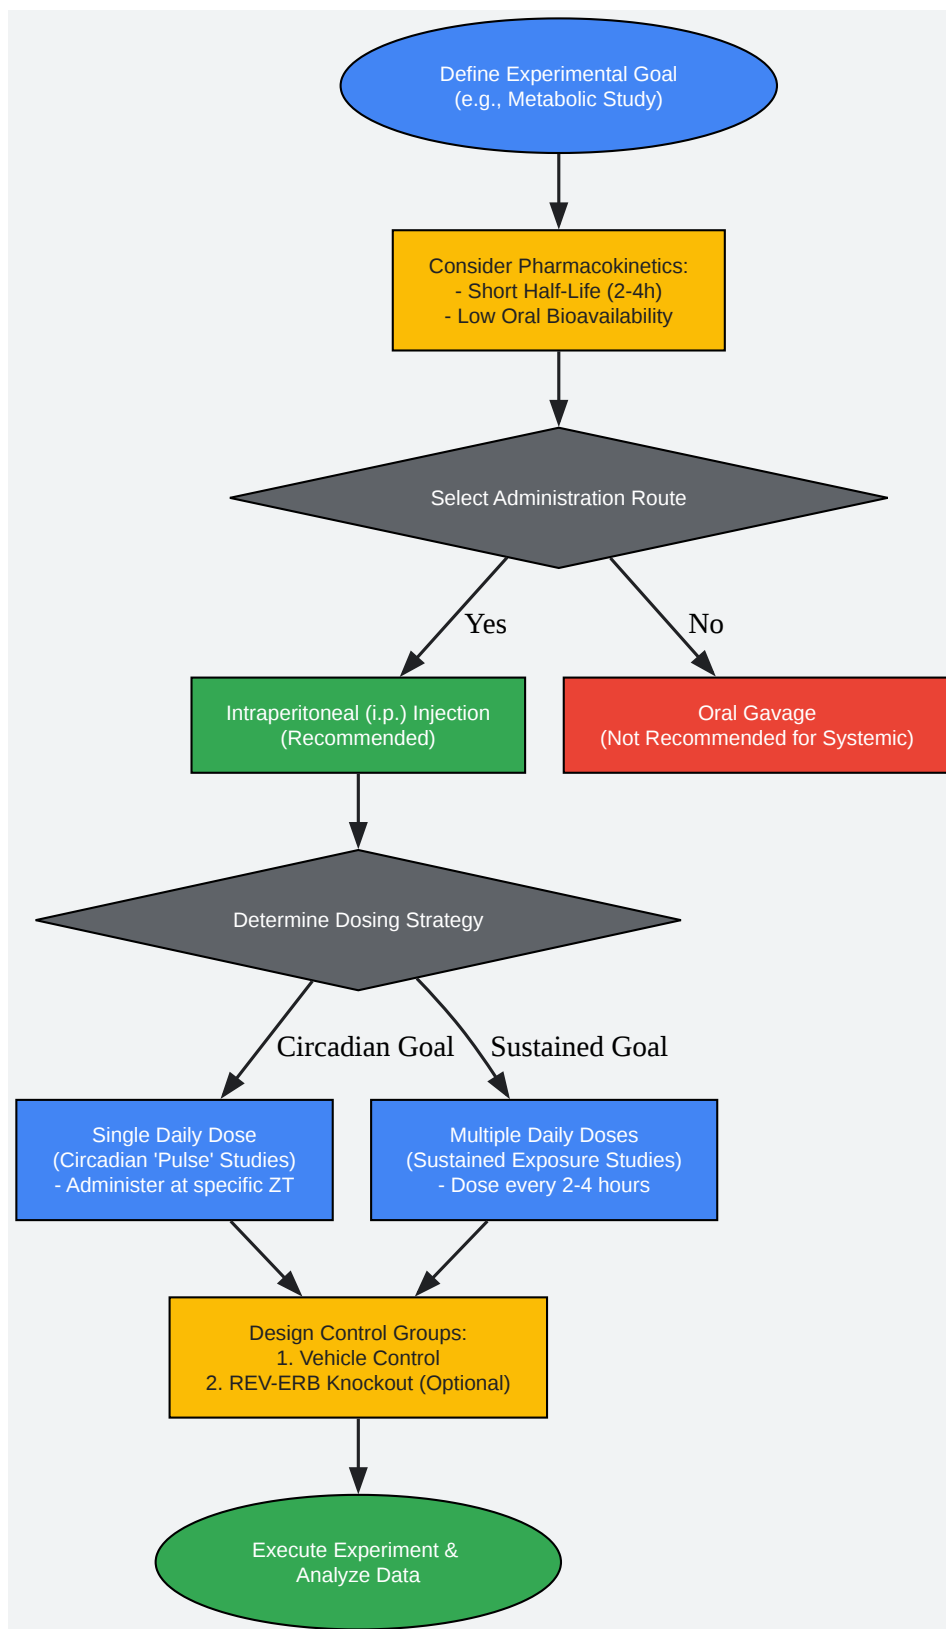 Define Experimental Goal
(e.g., Metabolic Study)
Consider Pharmacokinetics:
- Short Half-Life (2-4h)
- Low Oral Bioavailability
Select Administration Route
Yes
No
Intraperitoneal (i.p.) Injection
(Recommended)
Oral Gavage
(Not Recommended for Systemic)
Determine Dosing Strategy
Circadian Goal
Sustained Goal
Single Daily Dose
(Circadian 'Pulse' Studies)
- Administer at specific ZT
Multiple Daily Doses
(Sustained Exposure Studies)
- Dose every 2-4 hours
Design Control Groups:
1. Vehicle Control
2. REV-ERB Knockout (Optional)
Execute Experiment &
Analyze Data